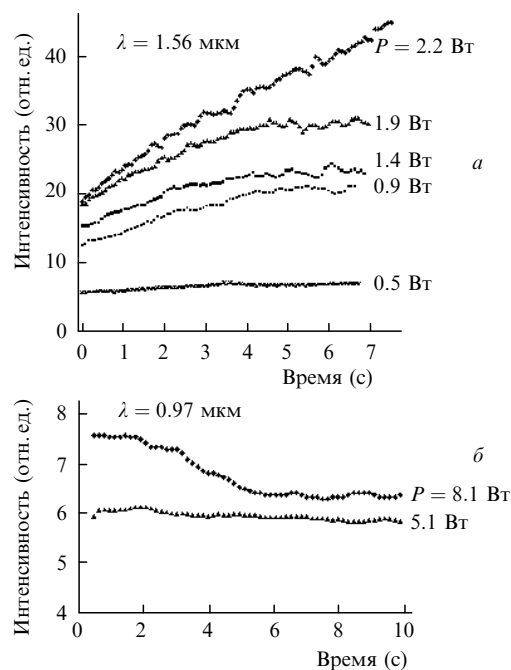 λ = 1.56 мкм
P = 2.2 Вт
1.9 Вт
1.4 Вт
0.9 Вт
0.5 Вт
а
Интенсивность (отн. ед.)
40
30
20
10
0
0 1 2 3 4 5 6 7
Время (с)
λ = 0.97 мкм
б
P = 8.1 Вт
5.1 Вт
Интенсивность (отн. ед.)
8
7
6
5
4
0 2 4 6 8 10
Время (с)